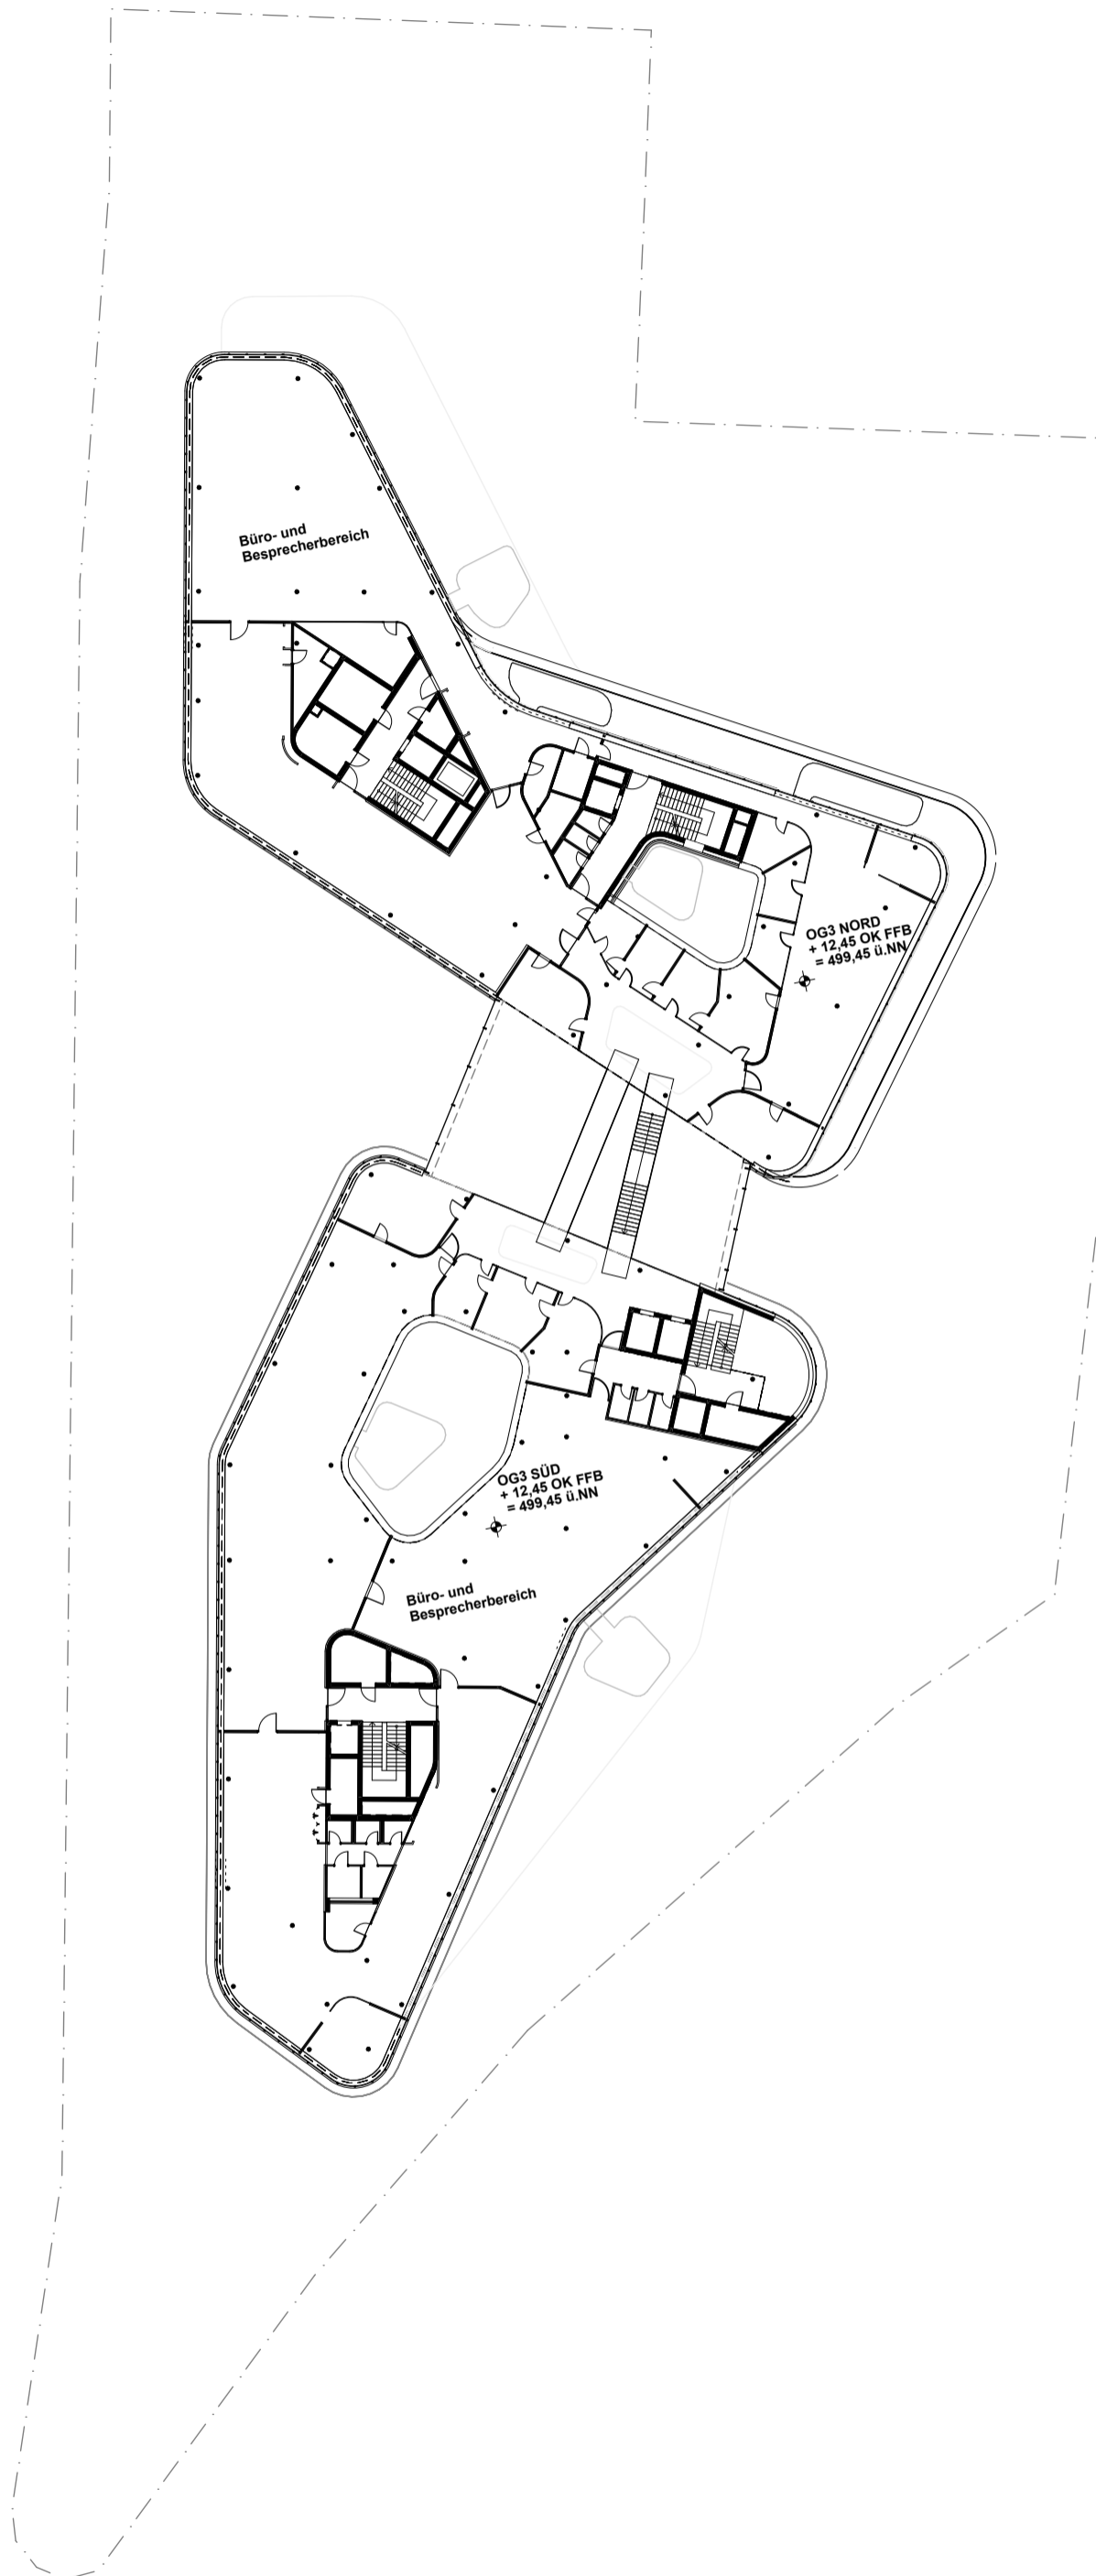 Büro- und
Besprecherbereich
OG3 NORD
+ 12,45 OK FFB
= 499,45 ü.NN
OG3 SÜD
+ 12,45 OK FFB
= 499,45 ü.NN
Büro- und
Besprecherbereich